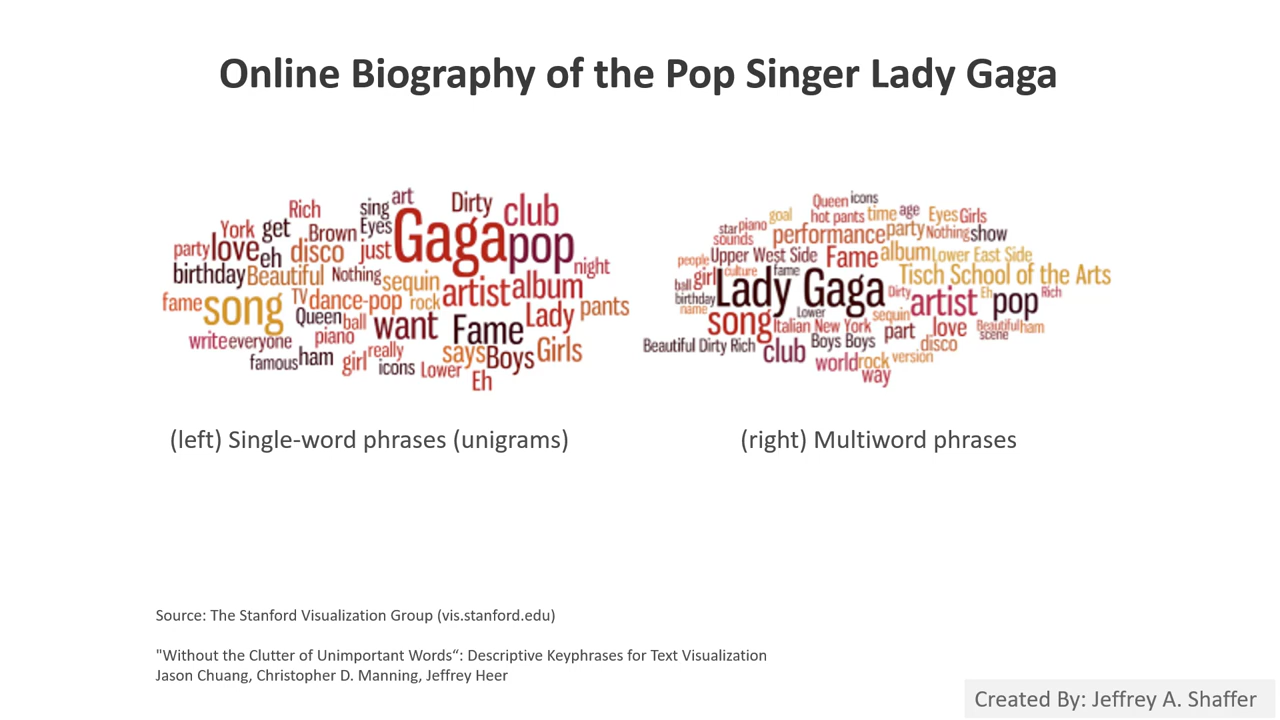 Online Biography of the Pop Singer Lady Gaga
art
Rich sing Dirty club
York get Brown Eyes Gaga pop
party love eh disco just night
birthday Beautiful Nothing sequin artist album
fame song TV dance-pop rock Lady pants
Queen ball want Fame
write everyone piano says Boys Girls
famous ham girl really icons Lower Eh
Queen icons
goal hot pants time age Eyes Girls
star piano performance party Nothing show
sounds
people Upper West Side Fame album Lower East Side
girl culture fame Tisch School of the Arts
ball Lady Gaga Dirty artist Eh pop Rich
birthday
name song Lower sequin
Italian New York part love Beautiful ham
scene
Beautiful Dirty Rich club Boys Boys disco
world rock version
way
(left) Single-word phrases (unigrams)
(right) Multiword phrases
Source: The Stanford Visualization Group (vis.stanford.edu)
"Without the Clutter of Unimportant Words“: Descriptive Keyphrases for Text Visualization
Jason Chuang, Christopher D. Manning, Jeffrey Heer
Created By: Jeffrey A. Shaffer